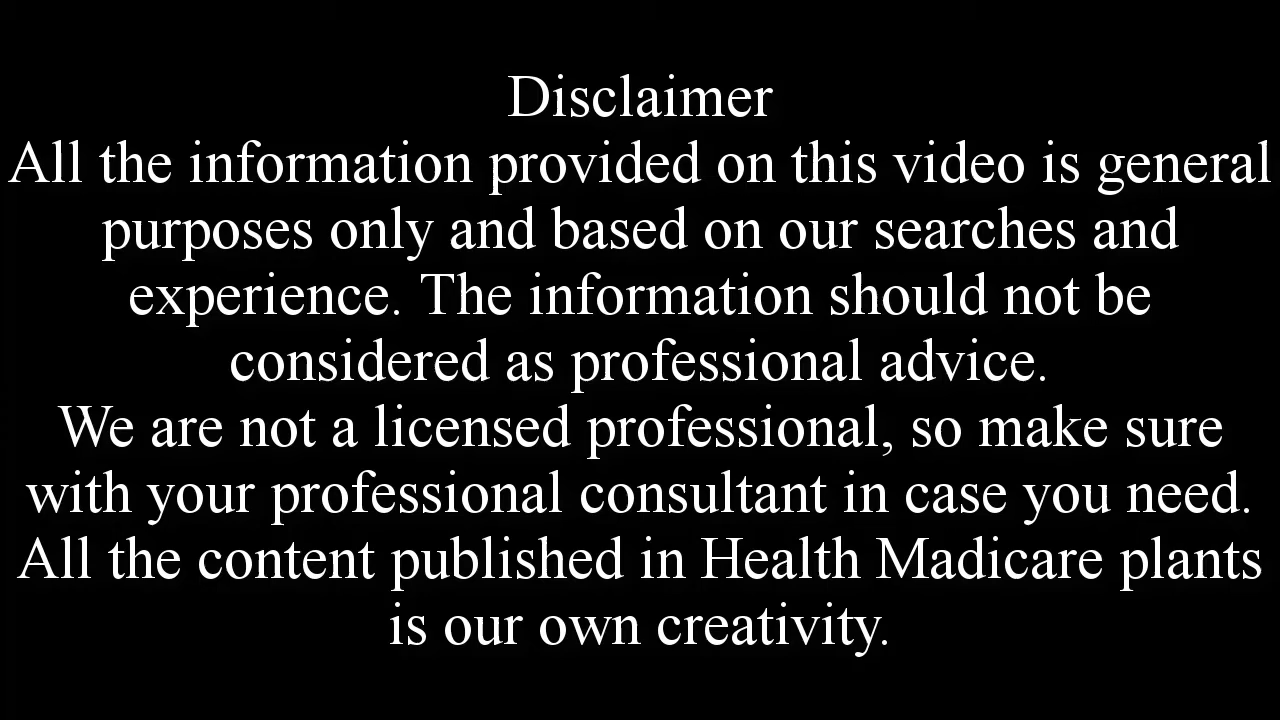 Disclaimer
All the information provided on this video is general
purposes only and based on our searches and
experience. The information should not be
considered as professional advice.
We are not a licensed professional, so make sure
with your professional consultant in case you need.
All the content published in Health Madicare plants
is our own creativity.